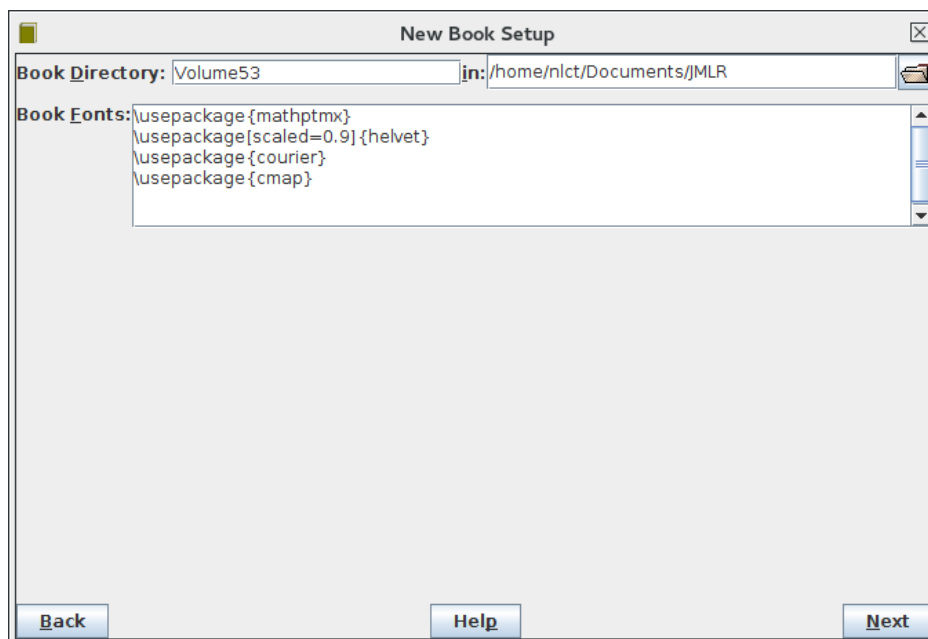 New Book Setup
Book Directory: Volume53 in: /home/nlct/Documents/JMLR
Book Fonts: \usepackage{mathptmx}
\usepackage[scaled=0.9]{helvet}
\usepackage{courier}
\usepackage{cmap}
Back Help Next